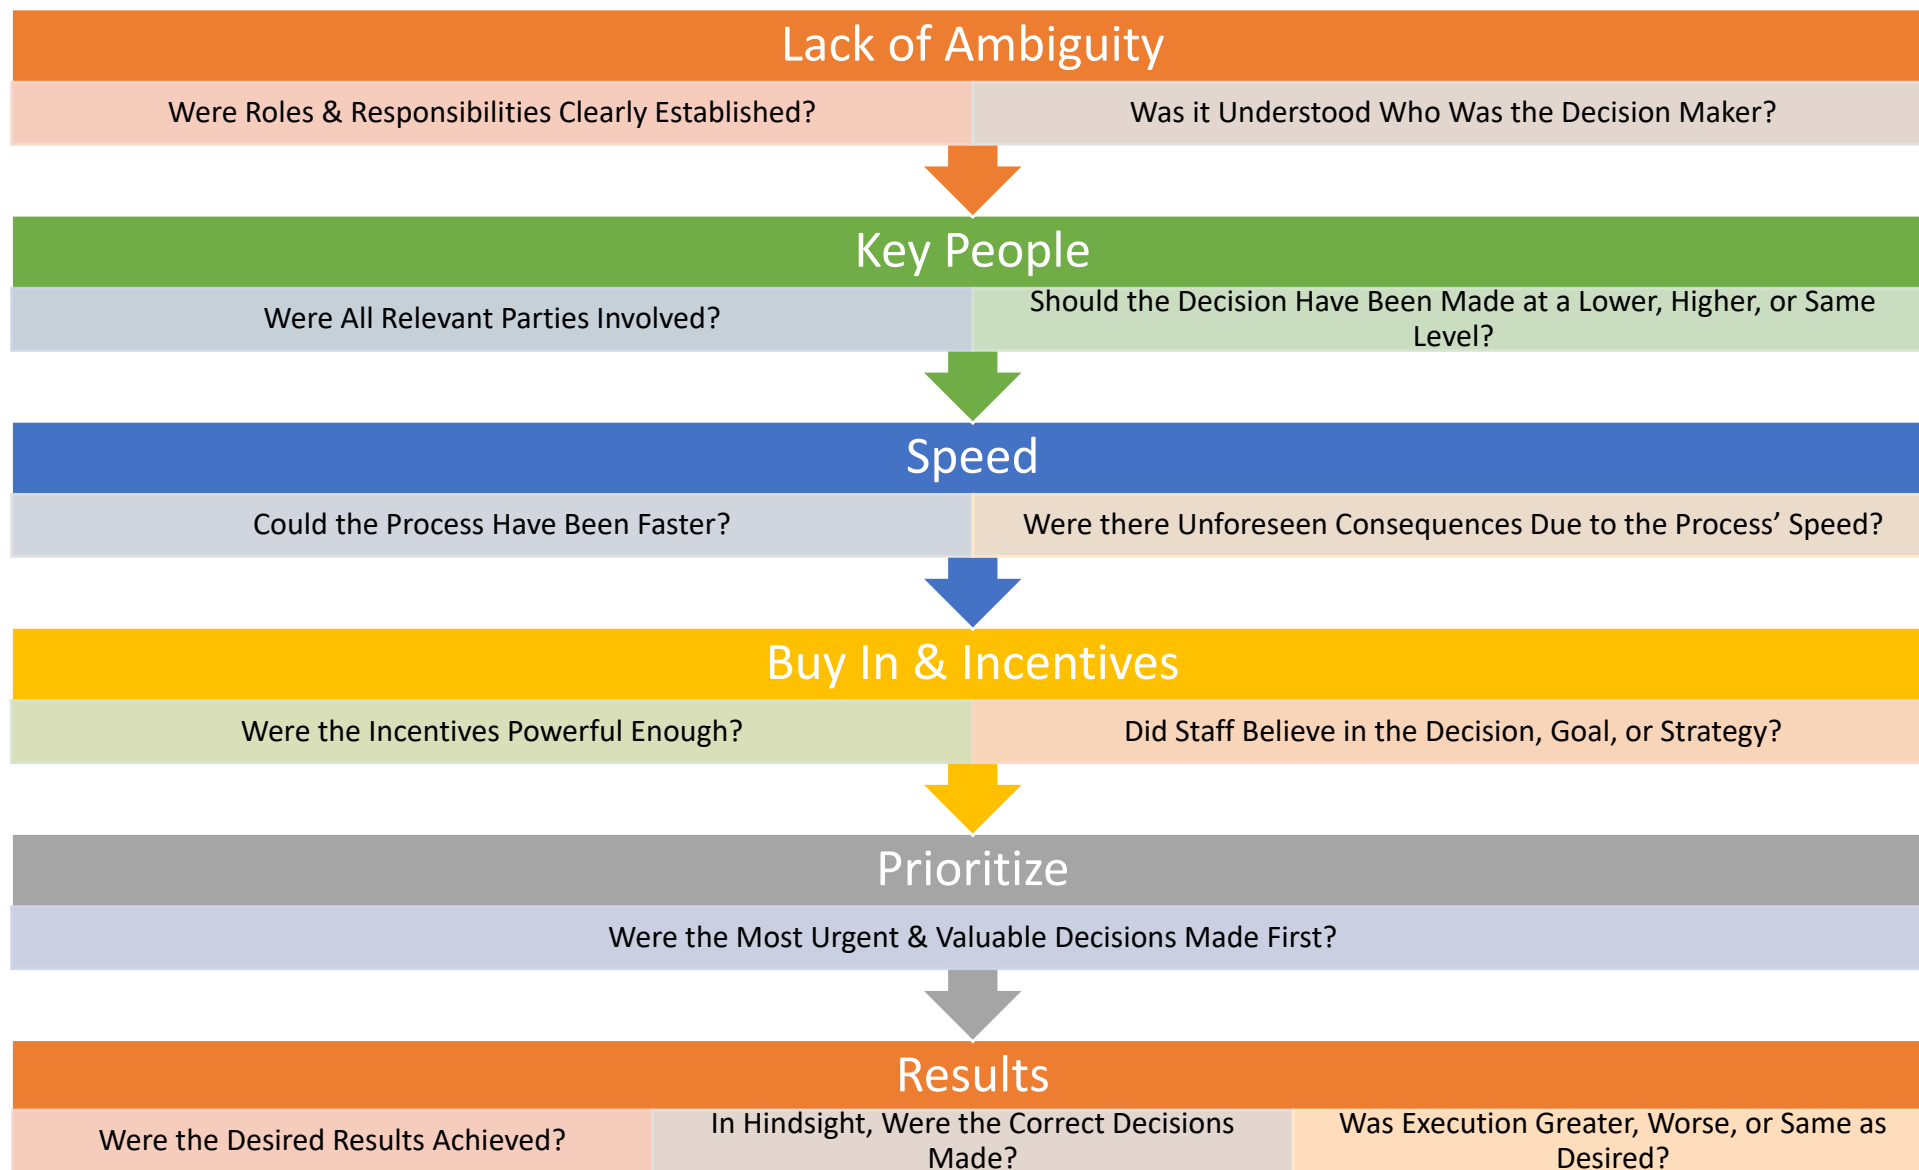 Lack of Ambiguity
Were Roles & Responsibilities Clearly Established?
Was it Understood Who Was the Decision Maker?
Key People
Were All Relevant Parties Involved?
Should the Decision Have Been Made at a Lower, Higher, or Same
Level?
Speed
Could the Process Have Been Faster?
Were there Unforeseen Consequences Due to the Process’ Speed?
Buy In & Incentives
Were the Incentives Powerful Enough?
Did Staff Believe in the Decision, Goal, or Strategy?
Prioritize
Were the Most Urgent & Valuable Decisions Made First?
Results
Were the Desired Results Achieved?
In Hindsight, Were the Correct Decisions
Made?
Was Execution Greater, Worse, or Same as
Desired?